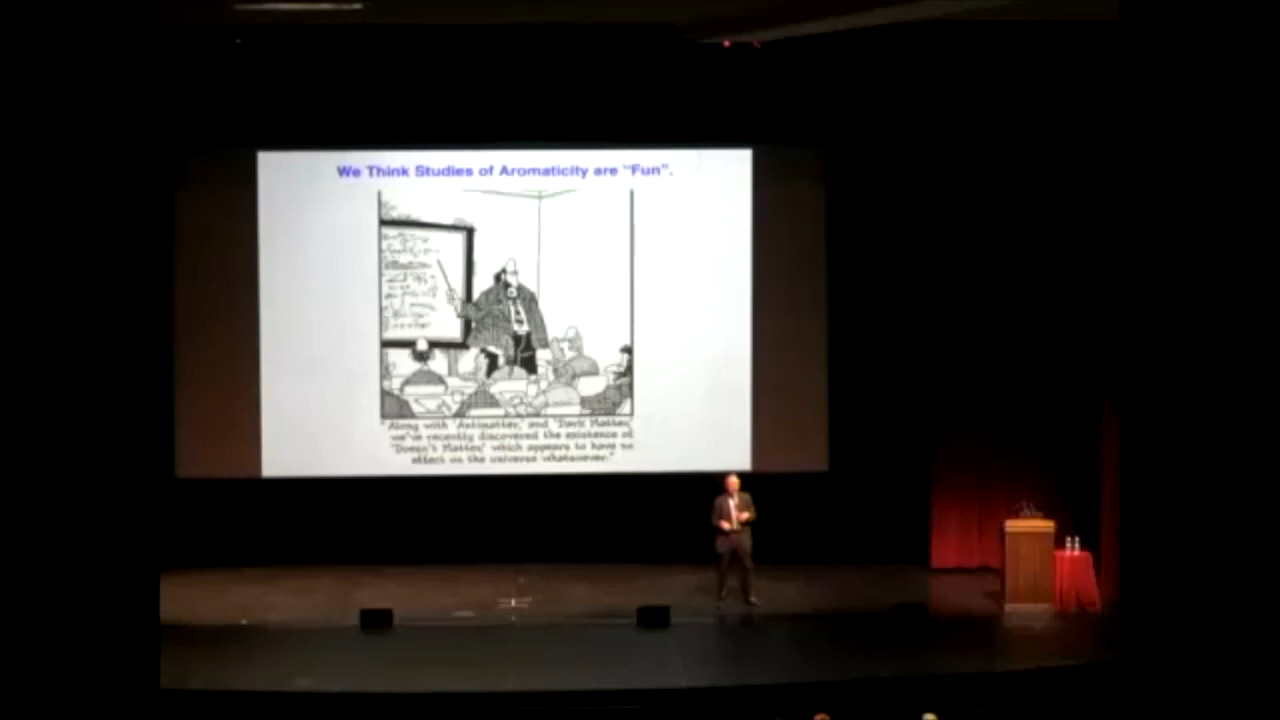 We Think Studies of Aromaticity are “Fun”.
"Along with 'Antimatter,' and 'Dark Matter,'
we've recently discovered the existence of
'Doesn't Matter,' which appears to have no
effect on the universe whatsoever."